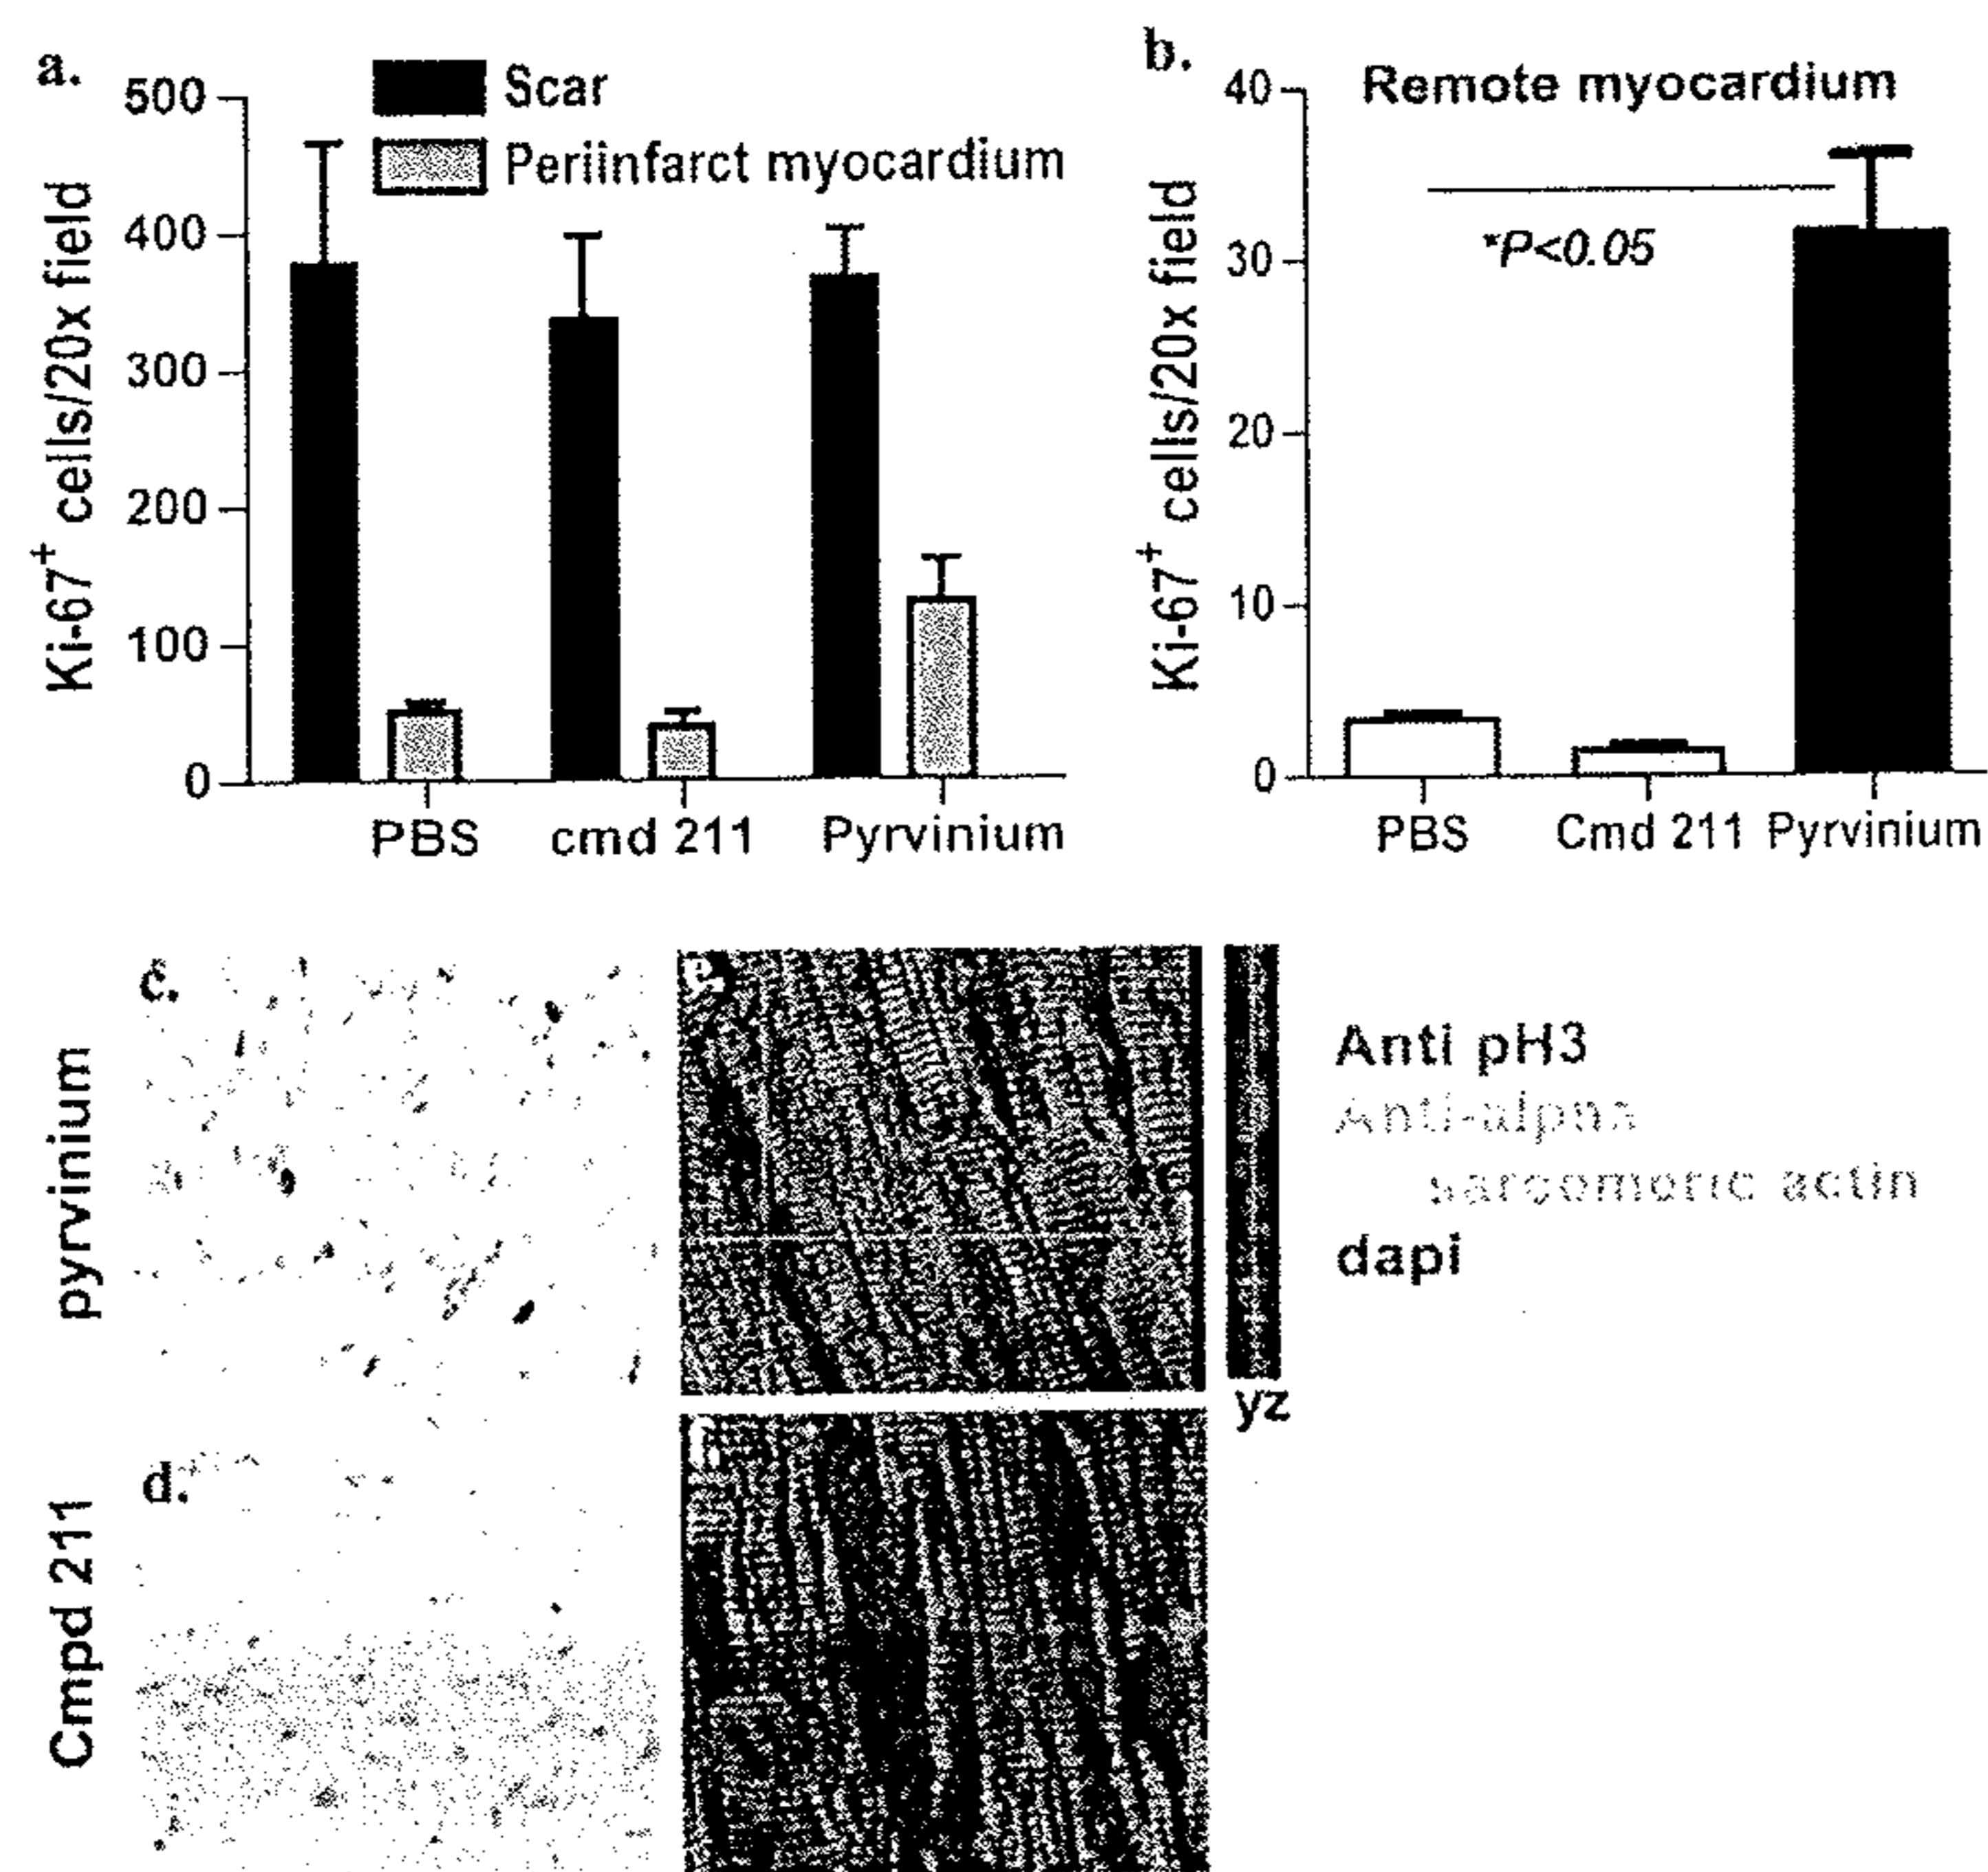 a.
Scar
Periinfarct myocardium
500
400
300
200
100
0
Ki-67+ cells/20x field
PBS
cmd 211
Pyrvinium
b.
Remote myocardium
40
30
20
10
0
Ki-67+ cells/20x field
*P<0.05
PBS
Cmd 211
Pyrvinium
pyrvinium
c.
e.
yz
Anti pH3
Anti-alpha
sarcomeric actin
dapi
Cmpd 211
d.
f.